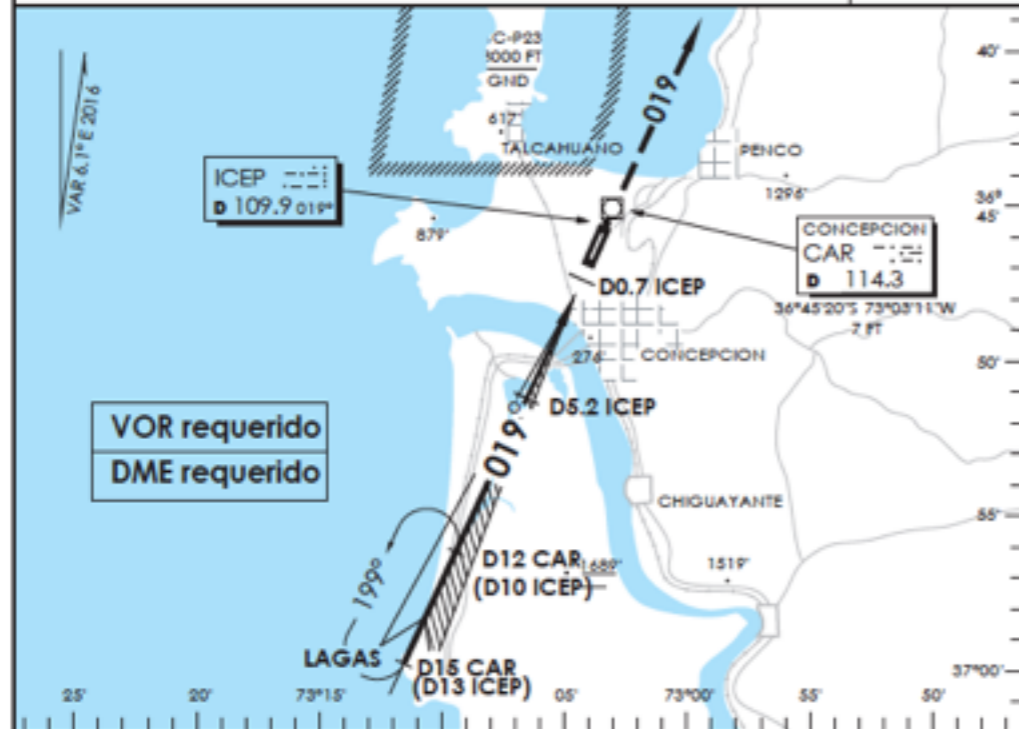 VAR 6.1° E 2016
C-P23
3000 FT
GND
617'
TALCAHUANO
019
PENCO
1296'
40'
36°
45'
ICEP
D 109.9 019°
879'
CONCEPCION
CAR
D 114.3
36°45'20"S 73°03'11"W
7 FT
D0.7 ICEP
276'
CONCEPCION
50'
D5.2 ICEP
VOR requerido
DME requerido
019
CHIGUAYANTE
55'
D12 CAR
(D10 ICEP)
1689'
1519'
199°
LAGAS
D15 CAR
(D13 ICEP)
37°00'
25'
20'
73°15'
05'
73°00'
55'
50'